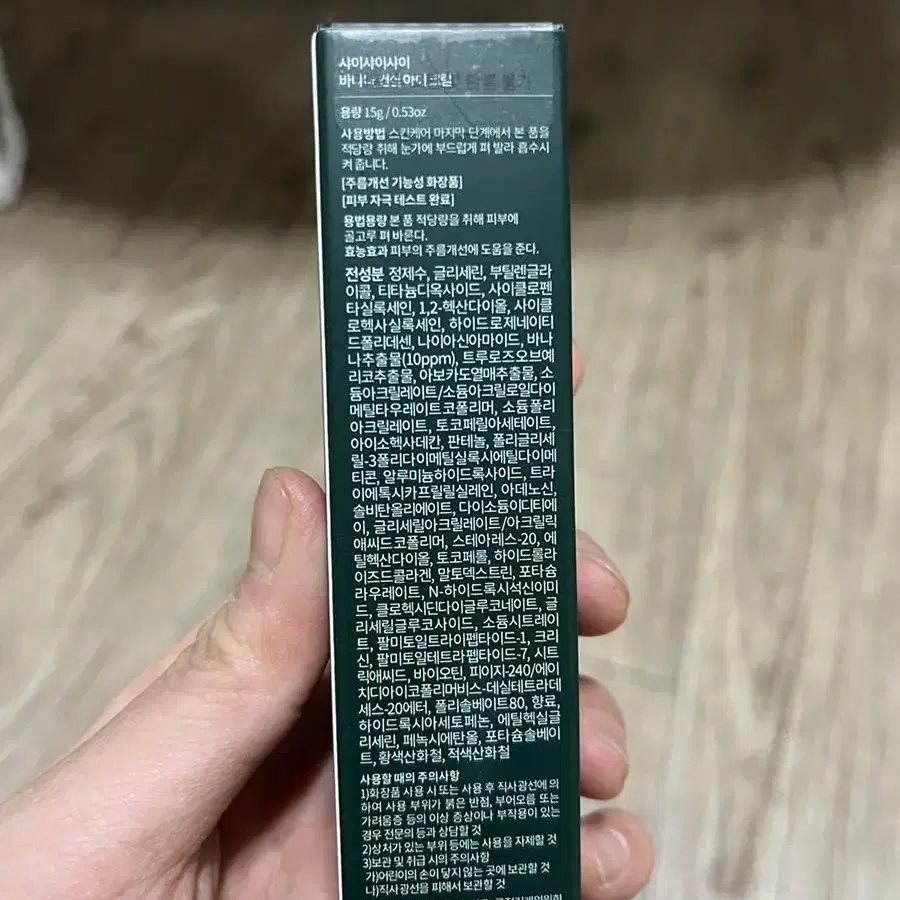 샤이샤이샤이
바나나 컨실 아이 크림
용량 15g / 0.53oz
사용방법 스킨케어 마지막 단계에서 본 품을
적당량 취해 눈가에 부드럽게 펴 발라 흡수시
켜 줍니다.
[주름개선 기능성 화장품]
[피부 자극 테스트 완료]
용법용량 본 품 적당량을 취해 피부에
골고루 펴 바른다.
효능효과 피부의 주름개선에 도움을 준다.
전성분 정제수, 글리세린, 부틸렌글라
이콜, 티타늄디옥사이드, 사이클로펜
타실록세인, 1,2-헥산다이올, 사이클
로헥사실록세인, 하이드로제네이티
드폴리데센, 나이아신아마이드, 바나
나추출물(10ppm), 트루로즈오브예
리코추출물, 아보카도열매추출물, 소
듐아크릴레이트/소듐아크릴로일다이
메틸타우레이트코폴리머, 소듐폴리
아크릴레이트, 토코페릴아세테이트,
아이소헥사데칸, 판테놀, 폴리글리세
릴-3폴리다이메틸실록시에틸다이메
티콘, 알루미늄하이드록사이드, 트라
이에톡시카프릴릴실레인, 아데노신,
솔비탄올리에이트, 다이소듐이디티에
이, 글리세릴아크릴레이트/아크릴릭
애씨드코폴리머, 스테아레스-20, 에
틸헥산다이올, 토코페롤, 하이드롤라
이즈드콜라겐, 말토덱스트린, 포타슘
라우레이트, N-하이드록시석신이미
드, 클로헥시딘다이글루코네이트, 글
리세릴글루코사이드, 소듐시트레이
트, 팔미토일트라이펩타이드-1, 크리
신, 팔미토일테트라펩타이드-7, 시트
릭애씨드, 바이오틴, 피이지-240/에이
치디아이코폴리머비스-데실테트라데
세스-20에터, 폴리솔베이트80, 향료,
하이드록시아세토페논, 에틸헥실글
리세린, 페녹시에탄올, 포타슘솔베이
트, 황색산화철, 적색산화철
사용할 때의 주의사항
1)화장품 사용 시 또는 사용 후 직사광선에 의
하여 사용 부위가 붉은 반점, 부어오름 또는
가려움증 등의 이상 증상이나 부작용이 있는
경우 전문의 등과 상담할 것
2)상처가 있는 부위 등에는 사용을 자제할 것
3)보관 및 취급 시의 주의사항
가)어린이의 손이 닿지 않는 곳에 보관할 것
나)직사광선을 피해서 보관할 것